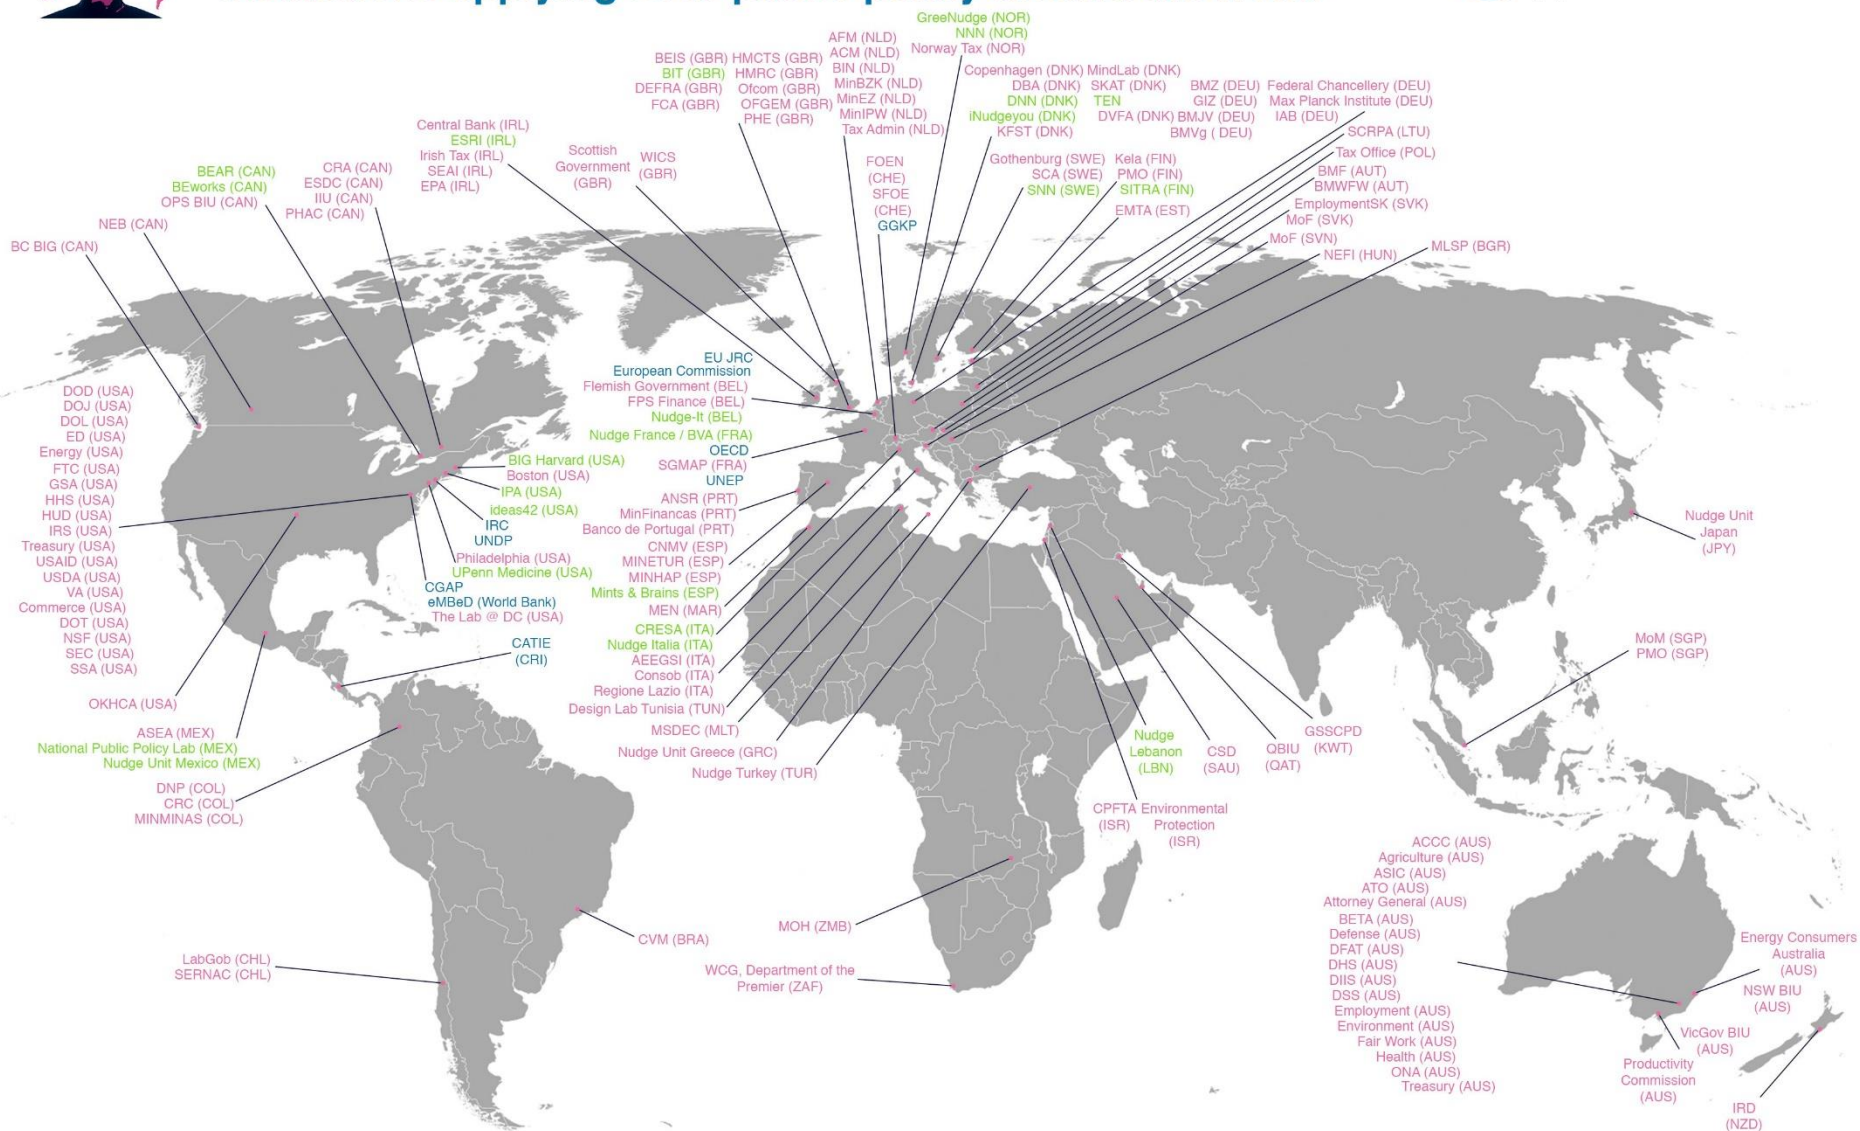 GreeNudge (NOR)
NNN (NOR)
Norway Tax (NOR)
AFM (NLD)
ACM (NLD)
BIN (NLD)
MinBZK (NLD)
MinEZ (NLD)
MinIPW (NLD)
Tax Admin (NLD)
BEIS (GBR) HMCTS (GBR)
BIT (GBR) HMRC (GBR)
DEFRA (GBR) Ofcom (GBR)
FCA (GBR) OFGEM (GBR)
PHE (GBR)
Copenhagen (DNK) MindLab (DNK)
DBA (DNK) SKAT (DNK)
DNN (DNK) TEN
iNudgeyou (DNK) DVFA (DNK)
KFST (DNK)
BMZ (DEU) Federal Chancellery (DEU)
GIZ (DEU) Max Planck Institute (DEU)
BMJV (DEU) IAB (DEU)
BMVg ( DEU)
SCRPA (LTU)
Tax Office (POL)
BMF (AUT)
BMWFW (AUT)
EmploymentSK (SVK)
MoF (SVK)
MoF (SVN)
NEFI (HUN)
MLSP (BGR)
Gothenburg (SWE) Kela (FIN)
SCA (SWE) PMO (FIN)
SNN (SWE) SITRA (FIN)
EMTA (EST)
FOEN
(CHE)
SFOE
(CHE)
GGKP
Scottish
Government
(GBR)
WICS
(GBR)
Central Bank (IRL)
ESRI (IRL)
Irish Tax (IRL)
SEAI (IRL)
EPA (IRL)
CRA (CAN)
ESDC (CAN)
IIU (CAN)
PHAC (CAN)
BEAR (CAN)
BEworks (CAN)
OPS BIU (CAN)
NEB (CAN)
BC BIG (CAN)
EU JRC
European Commission
Flemish Government (BEL)
FPS Finance (BEL)
Nudge-It (BEL)
Nudge France / BVA (FRA)
OECD
SGMAP (FRA)
UNEP
ANSR (PRT)
MinFinancas (PRT)
Banco de Portugal (PRT)
CNMV (ESP)
MINETUR (ESP)
MINHAP (ESP)
Mints & Brains (ESP)
MEN (MAR)
CRESA (ITA)
Nudge Italia (ITA)
AEEGSI (ITA)
Consob (ITA)
Regione Lazio (ITA)
Design Lab Tunisia (TUN)
MSDEC (MLT)
Nudge Unit Greece (GRC)
Nudge Turkey (TUR)
DOD (USA)
DOJ (USA)
DOL (USA)
ED (USA)
Energy (USA)
FTC (USA)
GSA (USA)
HHS (USA)
HUD (USA)
IRS (USA)
Treasury (USA)
USAID (USA)
USDA (USA)
VA (USA)
Commerce (USA)
DOT (USA)
NSF (USA)
SEC (USA)
SSA (USA)
BIG Harvard (USA)
Boston (USA)
IPA (USA)
ideas42 (USA)
IRC
UNDP
Philadelphia (USA)
UPenn Medicine (USA)
CGAP
eMBeD (World Bank)
The Lab @ DC (USA)
CATIE
(CRI)
OKHCA (USA)
ASEA (MEX)
National Public Policy Lab (MEX)
Nudge Unit Mexico (MEX)
DNP (COL)
CRC (COL)
MINMINAS (COL)
LabGob (CHL)
SERNAC (CHL)
CVM (BRA)
MOH (ZMB)
WCG, Department of the
Premier (ZAF)
Nudge
Lebanon
(LBN)
CSD
(SAU)
QBIU
(QAT)
GSSCPD
(KWT)
CPFTA
(ISR)
Environmental
Protection
(ISR)
Nudge Unit
Japan
(JPY)
MoM (SGP)
PMO (SGP)
ACCC (AUS)
Agriculture (AUS)
ASIC (AUS)
ATO (AUS)
Attorney General (AUS)
BETA (AUS)
Defense (AUS)
DFAT (AUS)
DHS (AUS)
DIIS (AUS)
DSS (AUS)
Employment (AUS)
Environment (AUS)
Fair Work (AUS)
Health (AUS)
ONA (AUS)
Treasury (AUS)
Energy Consumers
Australia
(AUS)
NSW BIU
(AUS)
VicGov BIU
(AUS)
Productivity
Commission
(AUS)
IRD
(NZD)